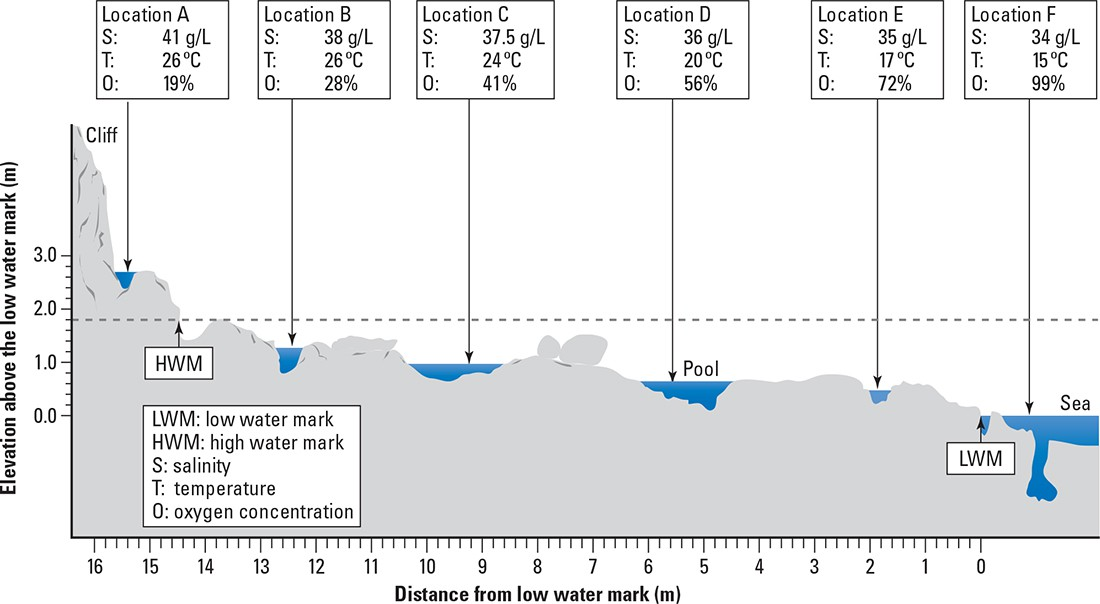 Location A
S: 41 g/L
T: 26 ºC
O: 19%
Location B
S: 38 g/L
T: 26 ºC
O: 28%
Location C
S: 37.5 g/L
T: 24 ºC
O: 41%
Location D
S: 36 g/L
T: 20 ºC
O: 56%
Location E
S: 35 g/L
T: 17 ºC
O: 72%
Location F
S: 34 g/L
T: 15 ºC
O: 99%
Cliff
Elevation above the low water mark (m)
3.0
2.0
1.0
0.0
HWM
Pool
Sea
LWM
LWM: low water mark
HWM: high water mark
S: salinity
T: temperature
O: oxygen concentration
16 15 14 13 12 11 10 9 8 7 6 5 4 3 2 1 0
Distance from low water mark (m)